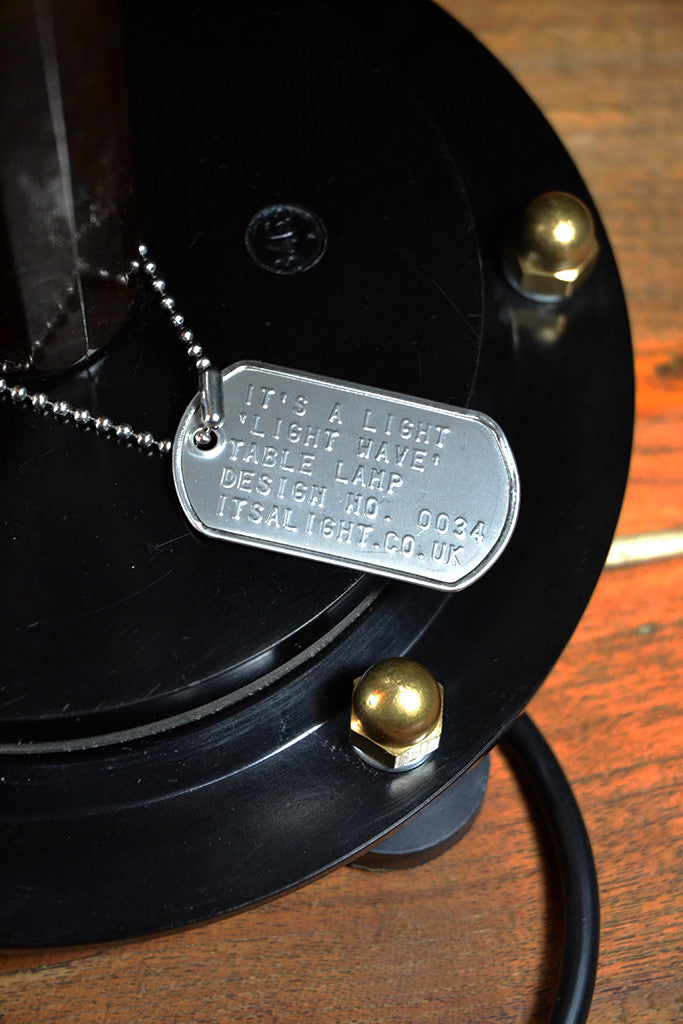 IT'S A LIGHT
'LIGHT WAVE'
TABLE LAMP
DESIGN NO. 0034
ITSALIGHT.CO.UK